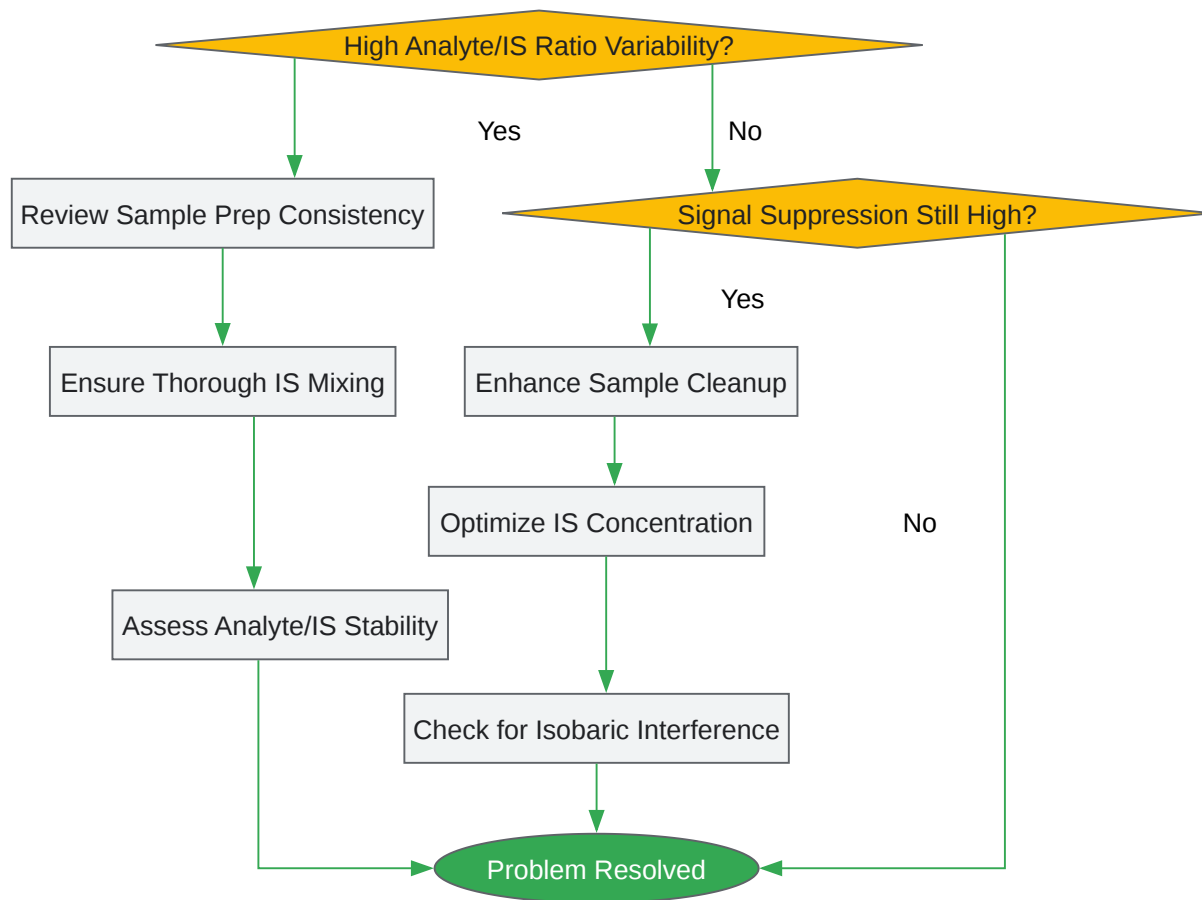 High Analyte/IS Ratio Variability?
Yes
No
Review Sample Prep Consistency
Signal Suppression Still High?
Yes
Ensure Thorough IS Mixing
Enhance Sample Cleanup
Optimize IS Concentration
No
Assess Analyte/IS Stability
Check for Isobaric Interference
Problem Resolved